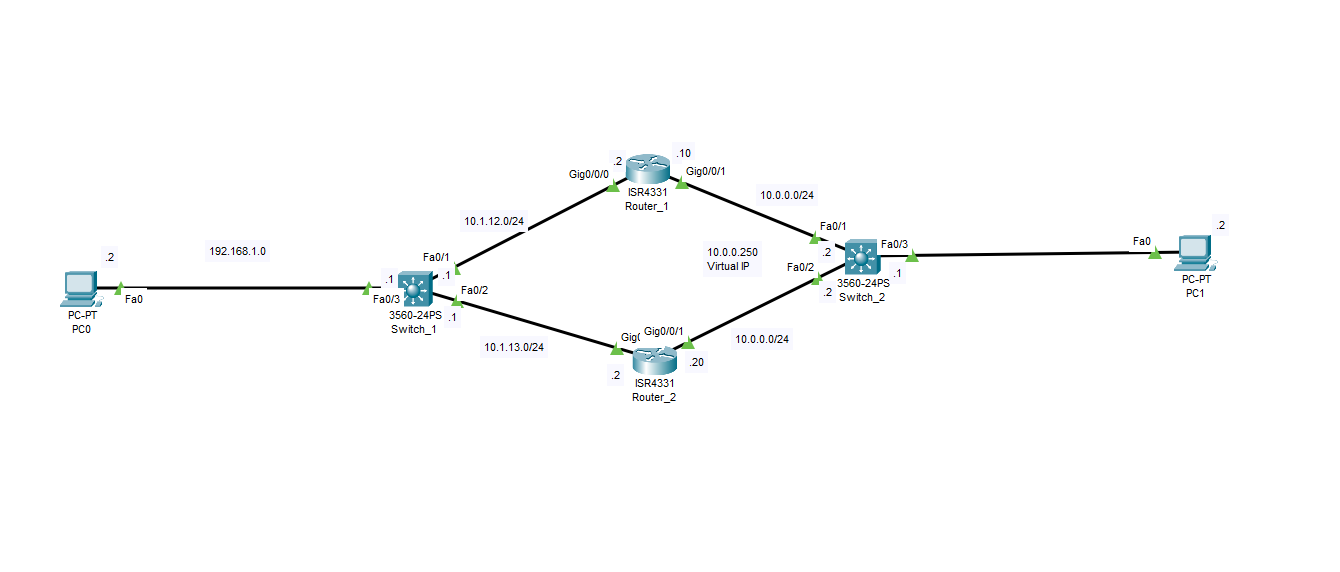 .2
.10
Gig0/0/0
Gig0/0/1
ISR4331
Router_1
10.0.0.0/24
10.1.12.0/24
Fa0/1
.2
192.168.1.0
10.0.0.250
Virtual IP
.2
Fa0/3
Fa0
.2
Fa0/1
Fa0/2
.1
3560-24PS
Switch_2
.2
PC-PT
PC1
.1
.1
Fa0/2
Fa0
Fa0/3
3560-24PS
Switch_1
.1
PC-PT
PC0
10.1.13.0/24
Gig(
Gig0/0/1
10.0.0.0/24
.20
.2
ISR4331
Router_2